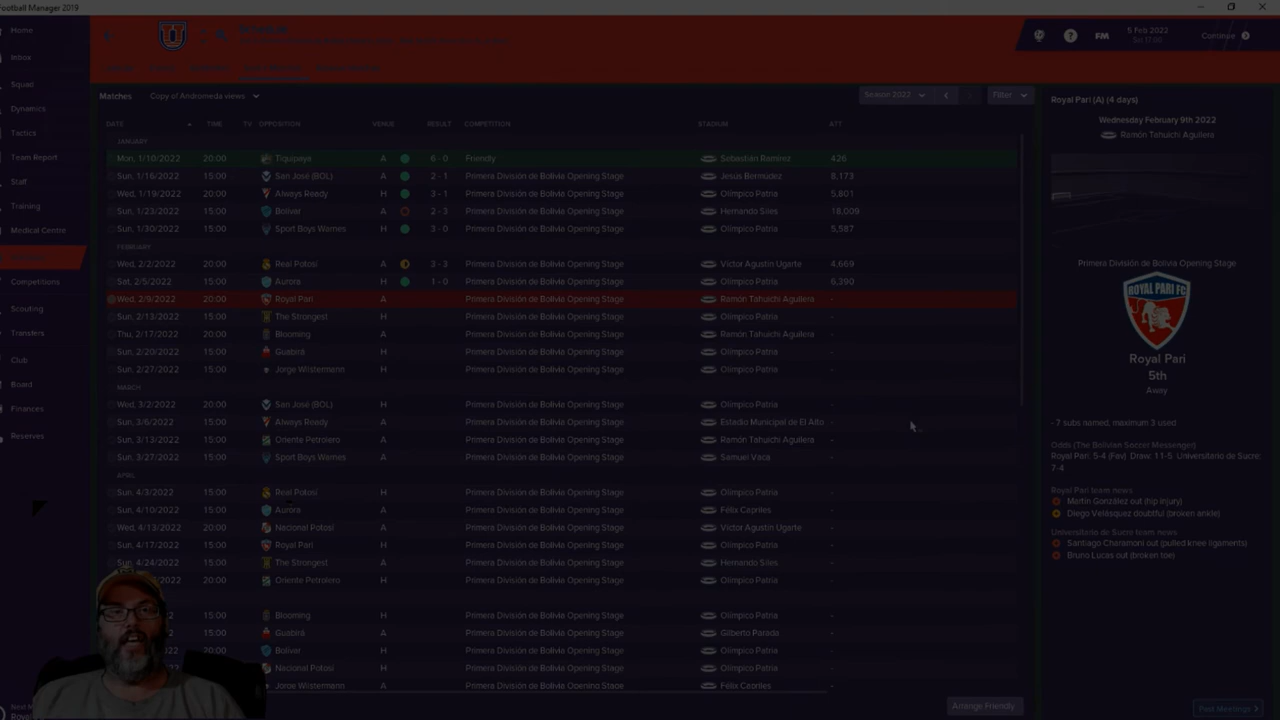 Football Manager 2019
Home
Inbox
Squad
Dynamics
Tactics
Team Report
Staff
Training
Medical Centre
Competitions
Scouting
Transfers
Club
Board
Finances
Reserves
FM
5 Feb 2022
Sat 17:00
Continue
Matches Copy of Andromeda views
Season 2022
Filter
DATE TIME TV OPPOSITION VENUE RESULT COMPETITION STADIUM ATT.
JANUARY
Mon, 1/10/2022 20:00 Tiquipaya A 6 - 0 Friendly Sebastián Ramírez 426
Sun, 1/16/2022 15:00 San José (BOL) A 2 - 1 Primera División de Bolivia Opening Stage Jesús Bermúdez 8,173
Wed, 1/19/2022 20:00 Always Ready H 3 - 1 Primera División de Bolivia Opening Stage Olímpico Patria 5,801
Sun, 1/23/2022 15:00 Bolívar A 2 - 3 Primera División de Bolivia Opening Stage Hernando Siles 18,009
Sun, 1/30/2022 15:00 Sport Boys Warnes H 3 - 0 Primera División de Bolivia Opening Stage Olímpico Patria 5,587
FEBRUARY
Wed, 2/2/2022 20:00 Real Potosí A 3 - 3 Primera División de Bolivia Opening Stage Víctor Agustín Ugarte 4,669
Sat, 2/5/2022 15:00 Aurora H 1 - 0 Primera División de Bolivia Opening Stage Olímpico Patria 6,390
Wed, 2/9/2022 20:00 Royal Pari A Primera División de Bolivia Opening Stage Ramón Tahuichi Aguilera -
Sun, 2/13/2022 15:00 The Strongest H Primera División de Bolivia Opening Stage Olímpico Patria -
Thu, 2/17/2022 20:00 Blooming A Primera División de Bolivia Opening Stage Ramón Tahuichi Aguilera -
Sun, 2/20/2022 15:00 Guabirá H Primera División de Bolivia Opening Stage Olímpico Patria -
Sun, 2/27/2022 15:00 Jorge Wilstermann H Primera División de Bolivia Opening Stage Olímpico Patria -
MARCH
Wed, 3/2/2022 20:00 San José (BOL) H Primera División de Bolivia Opening Stage Olímpico Patria -
Sun, 3/6/2022 15:00 Always Ready A Primera División de Bolivia Opening Stage Estadio Municipal de El Alto -
Sun, 3/13/2022 15:00 Oriente Petrolero A Primera División de Bolivia Opening Stage Ramón Tahuichi Aguilera -
Sun, 3/27/2022 15:00 Sport Boys Warnes A Primera División de Bolivia Opening Stage Samuel Vaca -
APRIL
Sun, 4/3/2022 15:00 Real Potosí H Primera División de Bolivia Opening Stage Olímpico Patria -
Sun, 4/10/2022 15:00 Aurora A Primera División de Bolivia Opening Stage Félix Capriles -
Wed, 4/13/2022 20:00 Nacional Potosí A Primera División de Bolivia Opening Stage Víctor Agustín Ugarte -
Sun, 4/17/2022 15:00 Royal Pari H Primera División de Bolivia Opening Stage Olímpico Patria -
Sun, 4/24/2022 15:00 The Strongest A Primera División de Bolivia Opening Stage Hernando Siles -
/2022 20:00 Oriente Petrolero H Primera División de Bolivia Opening Stage Olímpico Patria -
15:00 Blooming H Primera División de Bolivia Opening Stage Olímpico Patria -
15:00 Guabirá A Primera División de Bolivia Opening Stage Gilberto Parada -
20:00 Bolívar H Primera División de Bolivia Opening Stage Olímpico Patria -
15:00 Nacional Potosí H Primera División de Bolivia Opening Stage Olímpico Patria -
15:00 Jorge Wilstermann A Primera División de Bolivia Opening Stage Félix Capriles -
Arrange Friendly
Royal Pari (A) (4 days)
Wednesday February 9th 2022
Ramón Tahuichi Aguilera
Primera División de Bolivia Opening Stage
ROYAL PARI FC
Royal Pari
5th
Away
- 7 subs named, maximum 3 used
Odds (The Bolivian Soccer Messenger)
Royal Pari: 5-4 (Fav) Draw: 11-5 Universitario de Sucre:
7-4
Royal Pari team news
Martín González out (hip injury)
Diego Velásquez doubtful (broken ankle)
Universitario de Sucre team news
Santiago Charamoni out (pulled knee ligaments)
Bruno Lucas out (broken toe)
Past Meetings >